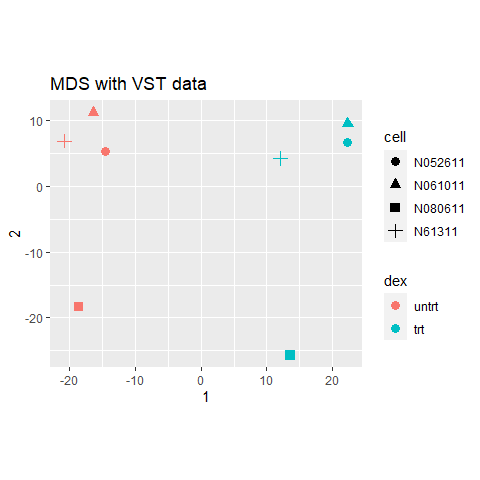 MDS with VST data
10
0
-10
-20
2
-20
-10
0
10
20
1
cell
N052611
N061011
N080611
N61311
dex
untrt
trt